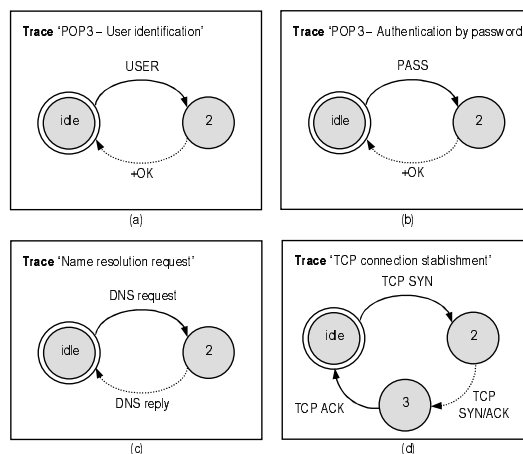 Trace ‘POP3 – User identification’
USER
idle
2
+OK
(a)
Trace ‘POP3 – Authentication by password
PASS
idle
2
+OK
(b)
Trace ‘Name resolution request’
DNS request
idle
2
DNS reply
(c)
Trace ‘TCP connection stablishment’
TCP SYN
idle
2
3
TCP ACK
TCP
SYN/ACK
(d)